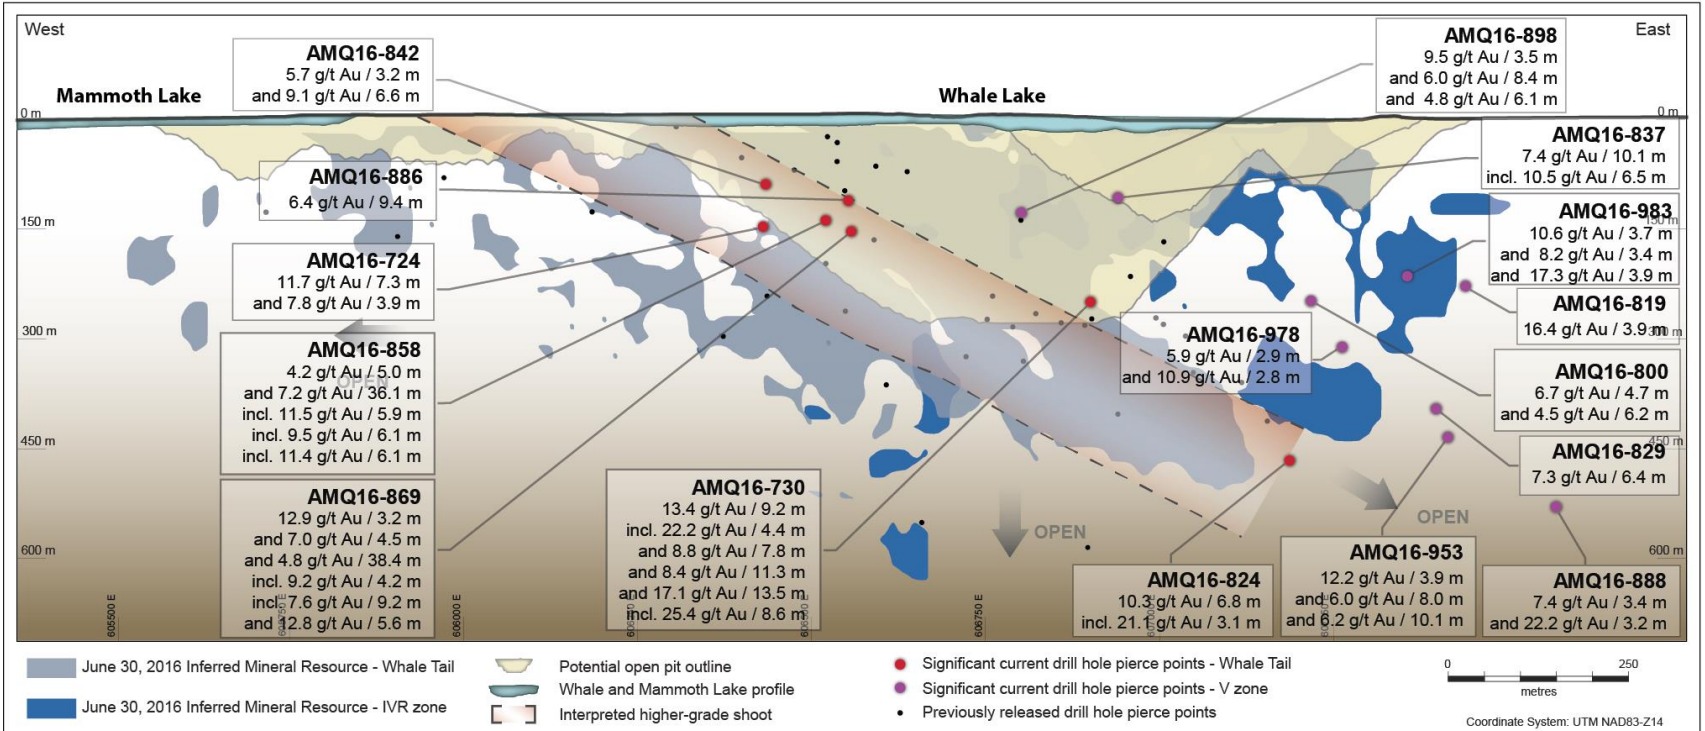 West
East
Mammoth Lake
Whale Lake
0 m
0 m
150 m
150 m
300 m
300 m
450 m
450 m
600 m
600 m
AMQ16-842
5.7 g/t Au / 3.2 m
and 9.1 g/t Au / 6.6 m
AMQ16-886
6.4 g/t Au / 9.4 m
AMQ16-724
11.7 g/t Au / 7.3 m
and 7.8 g/t Au / 3.9 m
AMQ16-858
4.2 g/t Au / 5.0 m
and 7.2 g/t Au / 36.1 m
incl. 11.5 g/t Au / 5.9 m
incl. 9.5 g/t Au / 6.1 m
incl. 11.4 g/t Au / 6.1 m
OPEN
AMQ16-869
12.9 g/t Au / 3.2 m
and 7.0 g/t Au / 4.5 m
and 4.8 g/t Au / 38.4 m
incl. 9.2 g/t Au / 4.2 m
incl. 7.6 g/t Au / 9.2 m
and 12.8 g/t Au / 5.6 m
AMQ16-730
13.4 g/t Au / 9.2 m
incl. 22.2 g/t Au / 4.4 m
and 8.8 g/t Au / 7.8 m
and 8.4 g/t Au / 11.3 m
and 17.1 g/t Au / 13.5 m
incl. 25.4 g/t Au / 8.6 m
OPEN
AMQ16-898
9.5 g/t Au / 3.5 m
and 6.0 g/t Au / 8.4 m
and 4.8 g/t Au / 6.1 m
AMQ16-837
7.4 g/t Au / 10.1 m
incl. 10.5 g/t Au / 6.5 m
AMQ16-983
10.6 g/t Au / 3.7 m
and 8.2 g/t Au / 3.4 m
and 17.3 g/t Au / 3.9 m
AMQ16-819
16.4 g/t Au / 3.9 m
AMQ16-978
5.9 g/t Au / 2.9 m
and 10.9 g/t Au / 2.8 m
AMQ16-800
6.7 g/t Au / 4.7 m
and 4.5 g/t Au / 6.2 m
AMQ16-829
7.3 g/t Au / 6.4 m
OPEN
AMQ16-824
10.3 g/t Au / 6.8 m
incl. 21.1 g/t Au / 3.1 m
AMQ16-953
12.2 g/t Au / 3.9 m
and 6.0 g/t Au / 8.0 m
and 6.2 g/t Au / 10.1 m
AMQ16-888
7.4 g/t Au / 3.4 m
and 22.2 g/t Au / 3.2 m
605500 E
606000 E
606750 E
June 30, 2016 Inferred Mineral Resource - Whale Tail
June 30, 2016 Inferred Mineral Resource - IVR zone
Potential open pit outline
Whale and Mammoth Lake profile
Interpreted higher-grade shoot
Significant current drill hole pierce points - Whale Tail
Significant current drill hole pierce points - V zone
Previously released drill hole pierce points
0
250
metres
Coordinate System: UTM NAD83-Z14